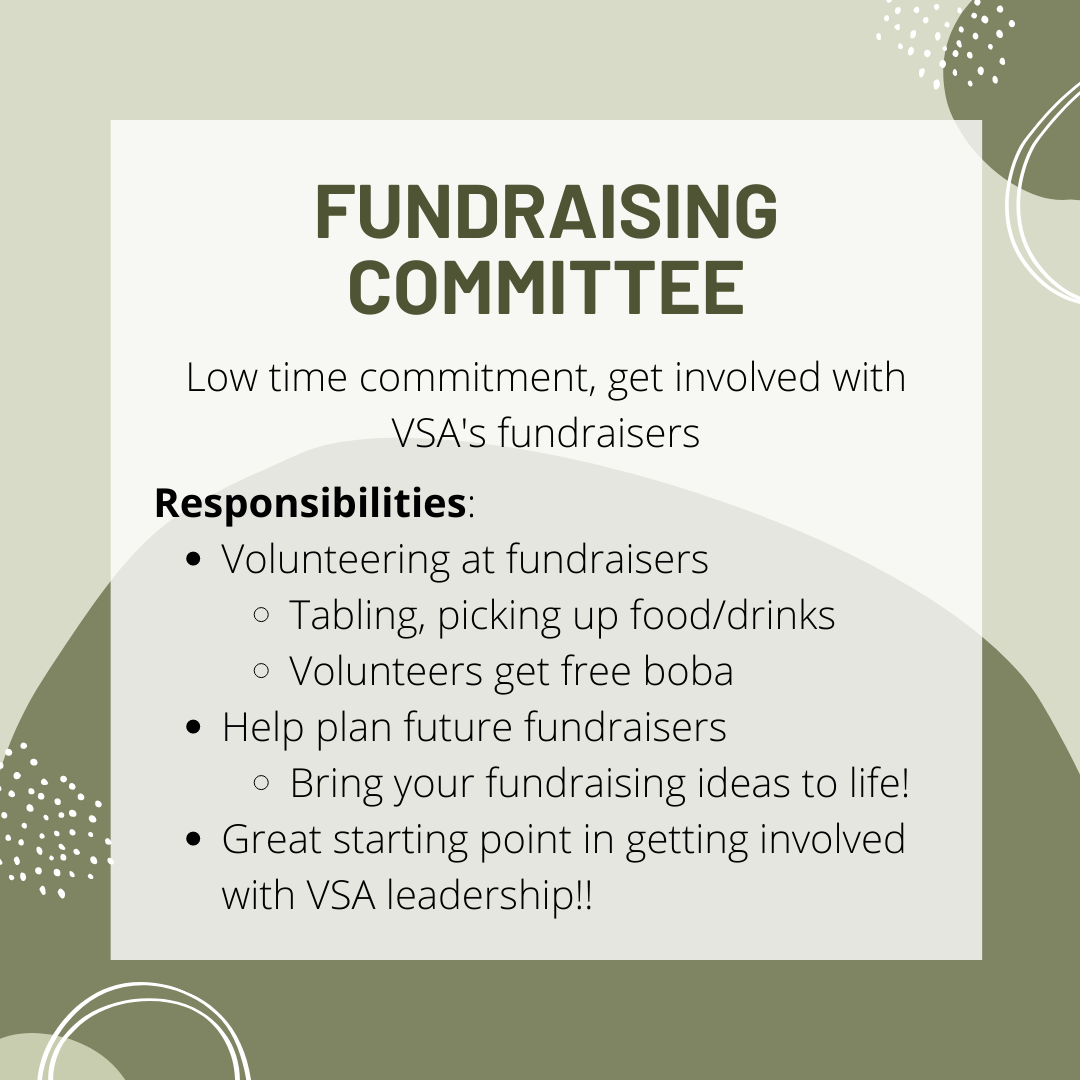 FUNDRAISING
COMMITTEE
Low time commitment, get involved with
VSA's fundraisers
Responsibilities:
• Volunteering at fundraisers
◦ Tabling, picking up food/drinks
◦ Volunteers get free boba
• Help plan future fundraisers
◦ Bring your fundraising ideas to life!
• Great starting point in getting involved
with VSA leadership!!